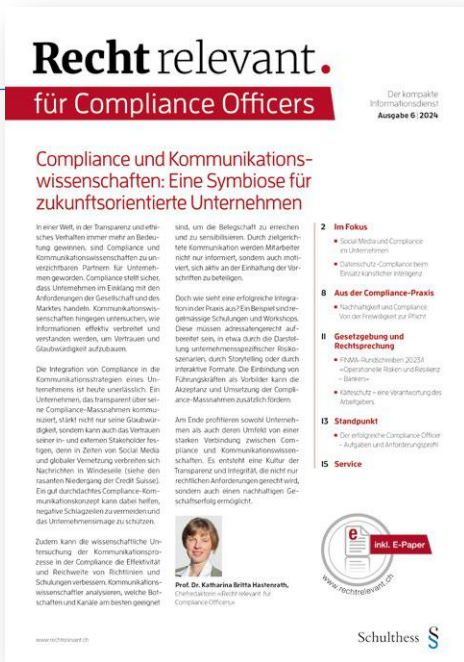 Recht relevant.
für Compliance Officers
Der kompakte
Informationsdienst
Ausgabe 6 | 2024
Compliance und Kommunikations-
wissenschaften: Eine Symbiose für
zukunftsorientierte Unternehmen
In einer Welt, in der Transparenz und ethi-
sches Verhalten immer mehr an Bedeu-
tung gewinnen, sind Compliance und
Kommunikationswissenschaften zu un-
verzichtbaren Partnern für Unterneh-
men geworden. Compliance stellt sicher,
dass Unternehmen im Einklang mit den
Anforderungen der Gesellschaft und des
Marktes handeln. Kommunikationswis-
senschaften hingegen untersuchen, wie
Informationen effektiv verbreitet und
verstanden werden, um Vertrauen und
Glaubwürdigkeit aufzubauen.
Die Integration von Compliance in die
Kommunikationsstrategien eines Un-
ternehmens ist heute unerlässlich. Ein
Unternehmen, das transparent über sei-
ne Compliance-Massnahmen kommu-
niziert, stärkt nicht nur seine Glaubwür-
digkeit, sondern kann auch das Vertrauen
seiner in- und externen Stakeholder fes-
tigen, denn in Zeiten von Social Media
und globaler Vernetzung verbreiten sich
Nachrichten in Windeseile (siehe den
rasanten Niedergang der Credit Suisse).
Ein gut durchdachtes Compliance-Kom-
munikationskonzept kann dabei helfen,
negative Schlagzeilen zu vermeiden und
das Unternehmensimage zu schützen.
Zudem kann die wissenschaftliche Un-
tersuchung der Kommunikationspro-
zesse in der Compliance die Effektivität
und Reichweite von Richtlinien und
Schulungen verbessern. Kommunikations-
wissenschaftler analysieren, welche Bot-
schaften und Kanäle am besten geeignet
sind, um die Belegschaft zu erreichen
und zu sensibilisieren. Durch zielgerich-
tete Kommunikation werden Mitarbeiter
nicht nur informiert, sondern auch moti-
viert, sich aktiv an der Einhaltung der Vor-
schriften zu beteiligen.
Doch wie sieht eine erfolgreiche Integra-
tion in der Praxis aus? Ein Beispiel sind re-
gelmässige Schulungen und Workshops.
Diese müssen adressatengerecht auf-
bereitet sein, in etwa durch die Darstel-
lung unternehmensspezifischer Risiko-
szenarien, durch Storytelling oder durch
interaktive Formate. Die Einbindung von
Führungskräften als Vorbilder kann die
Akzeptanz und Umsetzung der Compli-
ance-Massnahmen zusätzlich fördern.
Am Ende profitieren sowohl Unterneh-
men als auch deren Umfeld von einer
starken Verbindung zwischen Com-
pliance und Kommunikationswissen-
schaften. Es entsteht eine Kultur der
Transparenz und Integrität, die nicht nur
rechtlichen Anforderungen gerecht wird,
sondern auch einen nachhaltigen Ge-
schäftserfolg ermöglicht.
Prof. Dr. Katharina Britta Hastenrath,
Chefredaktorin «Recht relevant für
Compliance Officers»
2 Im Fokus
Social Media und Compliance
im Unternehmen
Datenschutz-Compliance beim
Einsatz künstlicher Intelligenz
8 Aus der Compliance-Praxis
Nachhaltigkeit und Compliance:
Von der Freiwilligkeit zur Pflicht
11 Gesetzgebung und
Rechtsprechung
FINMA-Rundschreiben 2023/1
«Operationelle Risiken und Resilienz
– Banken»
Kälteschutz – eine Verantwortung des
Arbeitgebers
13 Standpunkt
Der erfolgreiche Compliance Officer
– Aufgaben und Anforderungsprofil
15 Service
e
inkl. E-Paper
www.rechtrelevant.ch
www.rechtrelevant.ch
Schulthess §